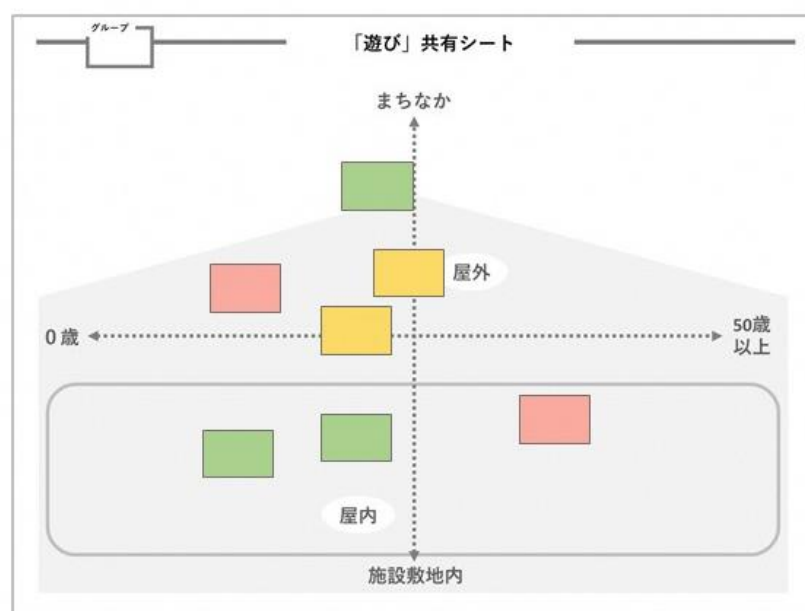 グループ
「遊び」共有シート
まちなか
屋外
0歳
50歳
以上
屋内
施設敷地内